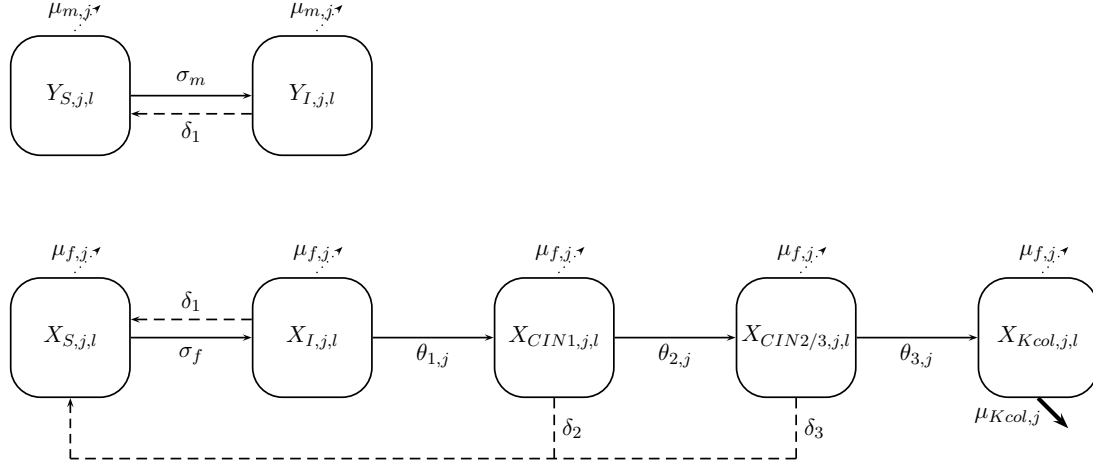 μ_{m,j} μ_{m,j}
Y_{S,j,l} σ_m Y_{I,j,l}
δ_1
μ_{f,j} μ_{f,j} μ_{f,j} μ_{f,j} μ_{f,j}
δ_1
X_{S,j,l} X_{I,j,l} X_{CIN1,j,l} X_{CIN2/3,j,l} X_{Kcol,j,l}
σ_f θ_{1,j} θ_{2,j} θ_{3,j}
μ_{Kcol,j}
δ_2 δ_3